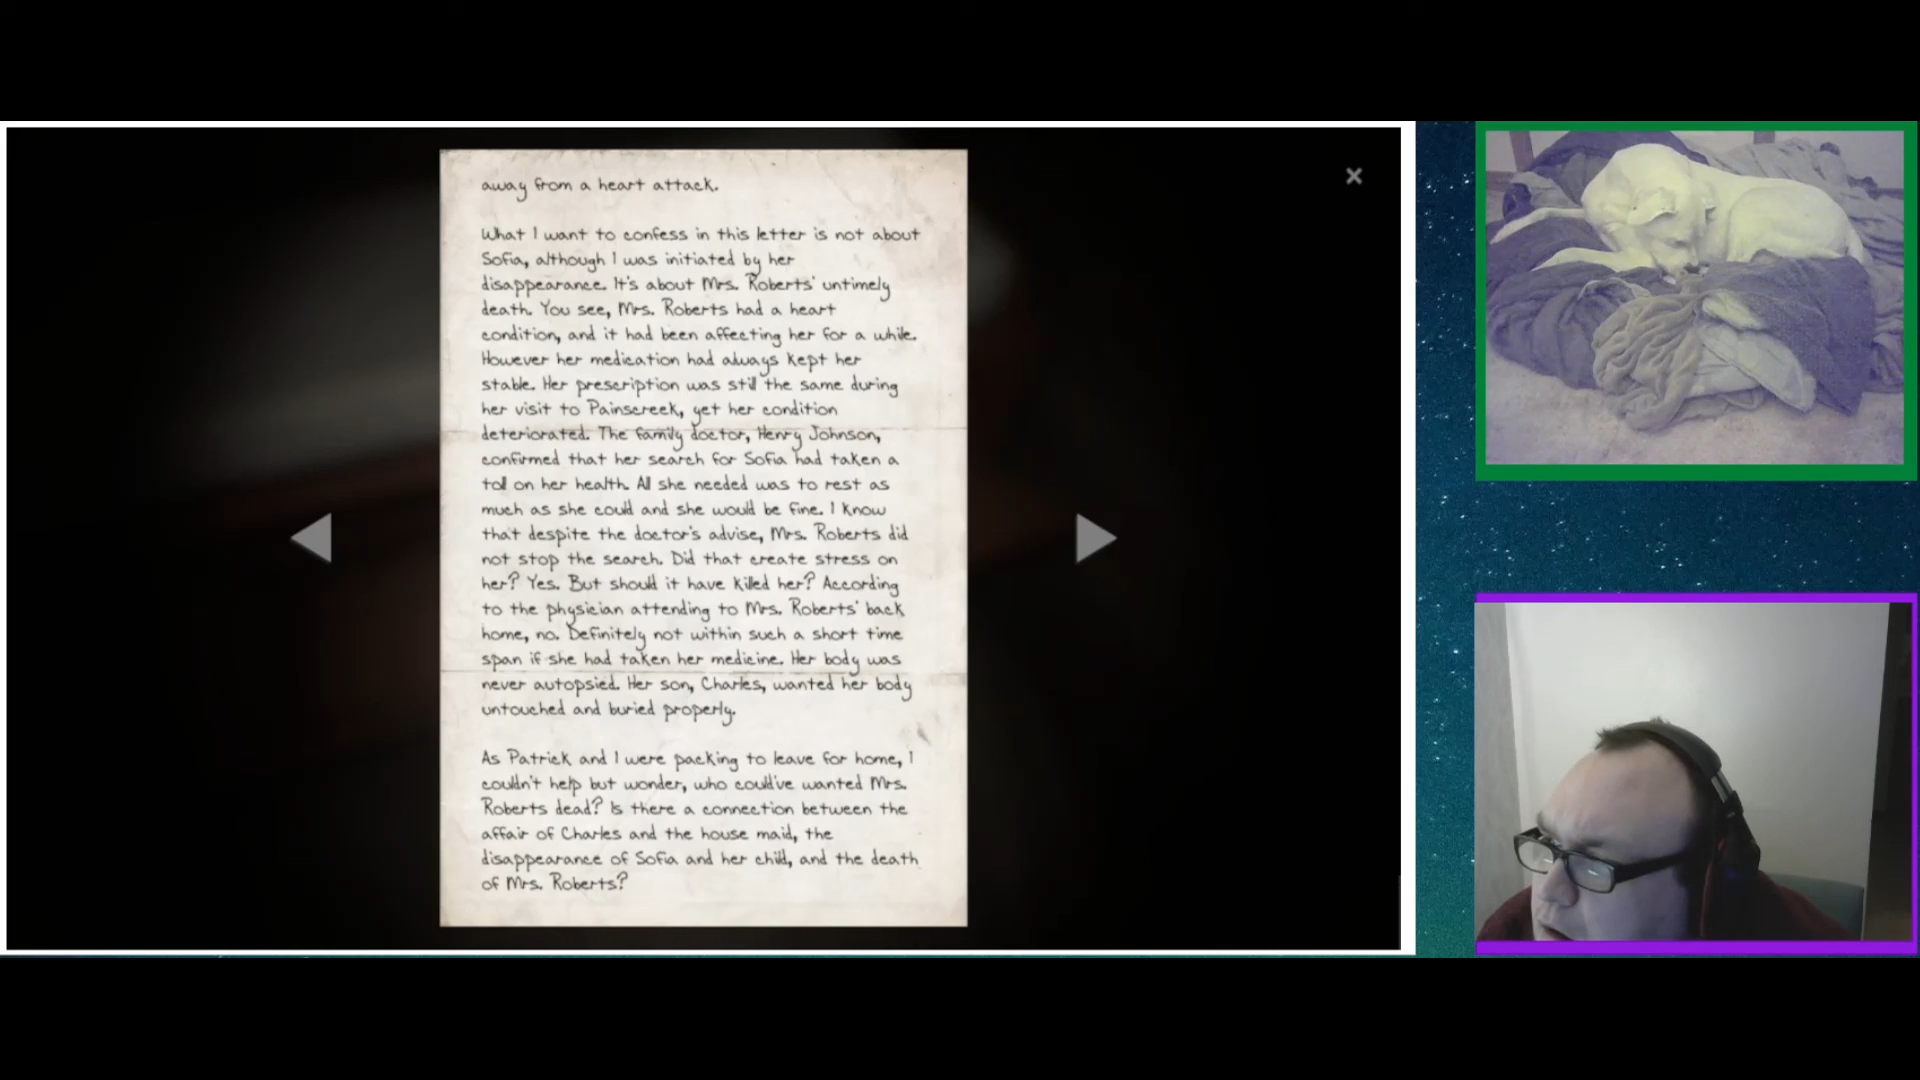 away from a heart attack.
What I want to confess in this letter is not about
Sofia, although I was initiated by her
disappearance. It's about Mrs. Roberts' untimely
death. You see, Mrs. Roberts had a heart
condition, and it had been affecting her for a while.
However her medication had always kept her
stable. Her prescription was still the same during
her visit to Painscreek, yet her condition
deteriorated. The family doctor, Henry Johnson,
confirmed that her search for Sofia had taken a
toll on her health. All she needed was to rest as
much as she could and she would be fine. I know
that despite the doctor's advise, Mrs. Roberts did
not stop the search. Did that create stress on
her? Yes. But should it have killed her? According
to the physician attending to Mrs. Roberts' back
home, no. Definitely not within such a short time
span if she had taken her medicine. Her body was
never autopsied. Her son, Charles, wanted her body
untouched and buried properly.
As Patrick and I were packing to leave for home, I
couldn't help but wonder, who could've wanted Mrs.
Roberts dead? Is there a connection between the
affair of Charles and the house maid, the
disappearance of Sofia and her child, and the death
of Mrs. Roberts?